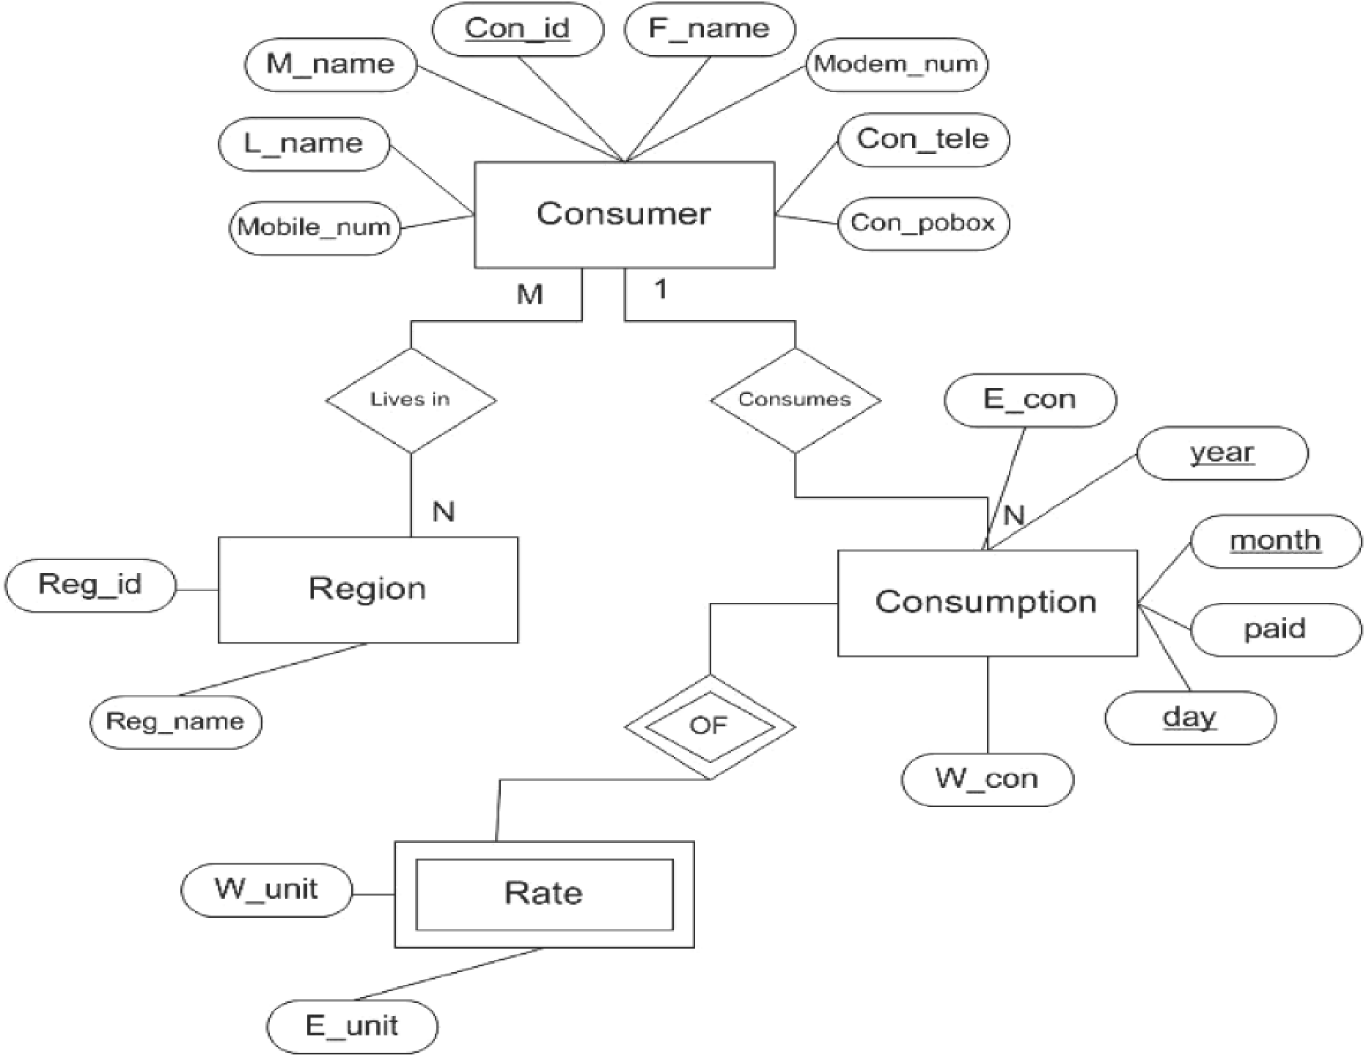 Con_id
F_name
M_name
Modem_num
L_name
Con_tele
Mobile_num
Consumer
Con_pobox
M
1
Lives in
Consumes
E_con
year
N
N
month
Reg_id
Region
Consumption
paid
Reg_name
OF
day
W_con
W_unit
Rate
E_unit